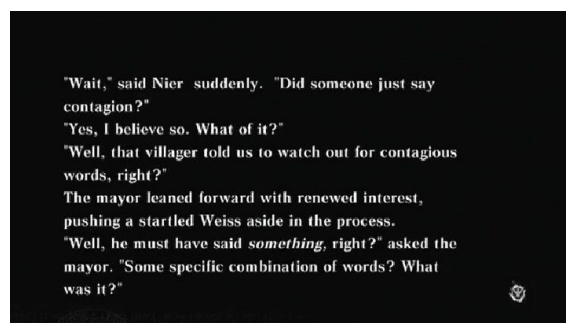 "Wait," said Nier suddenly. "Did someone just say
contagion?"
"Yes, I believe so. What of it?"
"Well, that villager told us to watch out for contagious
words, right?"
The mayor leaned forward with renewed interest,
pushing a startled Weiss aside in the process.
"Well, he must have said something, right?" asked the
mayor. "Some specific combination of words? What
was it?"